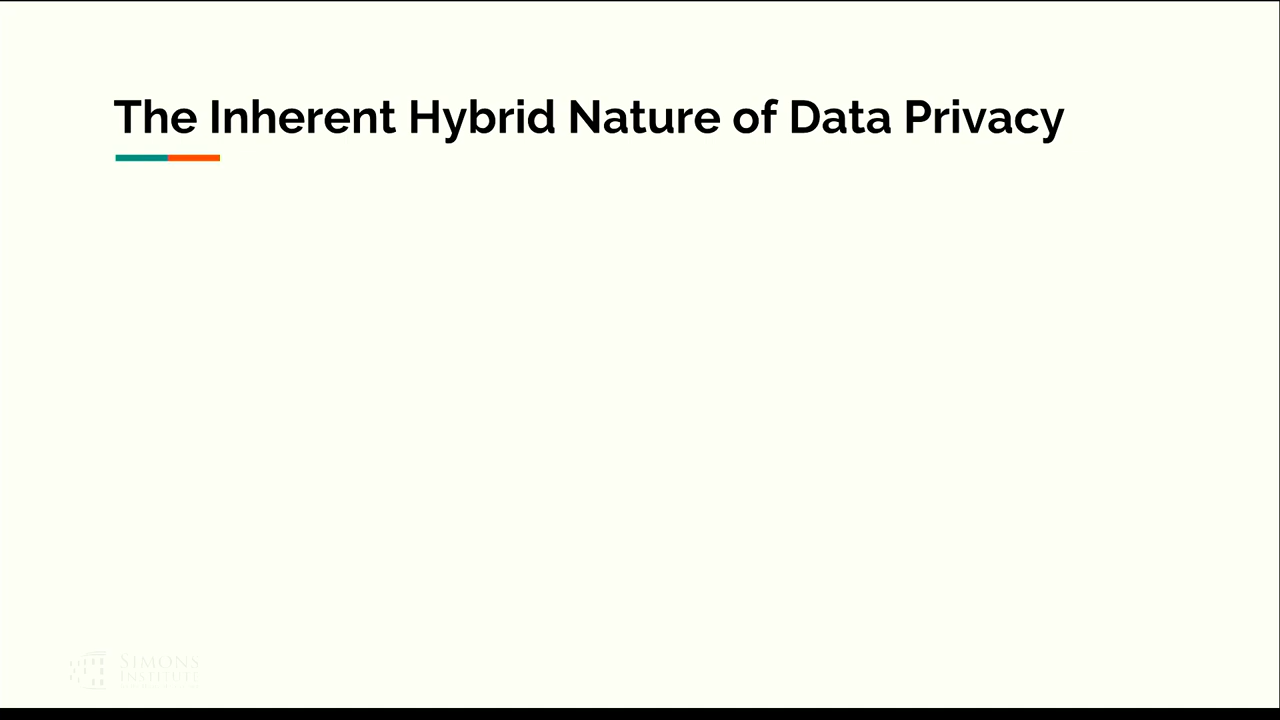 The Inherent Hybrid Nature of Data Privacy
SIMONS
INSTITUTE